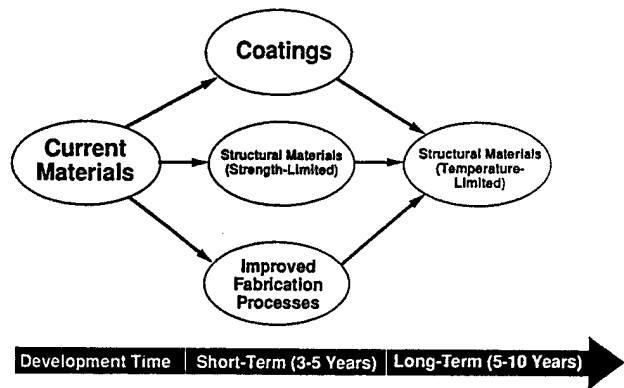 Coatings
Current
Materials
Structural Materials
(Strength-Limited)
Structural Materials
(Temperature-
Limited)
Improved
Fabrication
Processes
Development Time
Short-Term (3-5 Years)
Long-Term (5-10 Years)